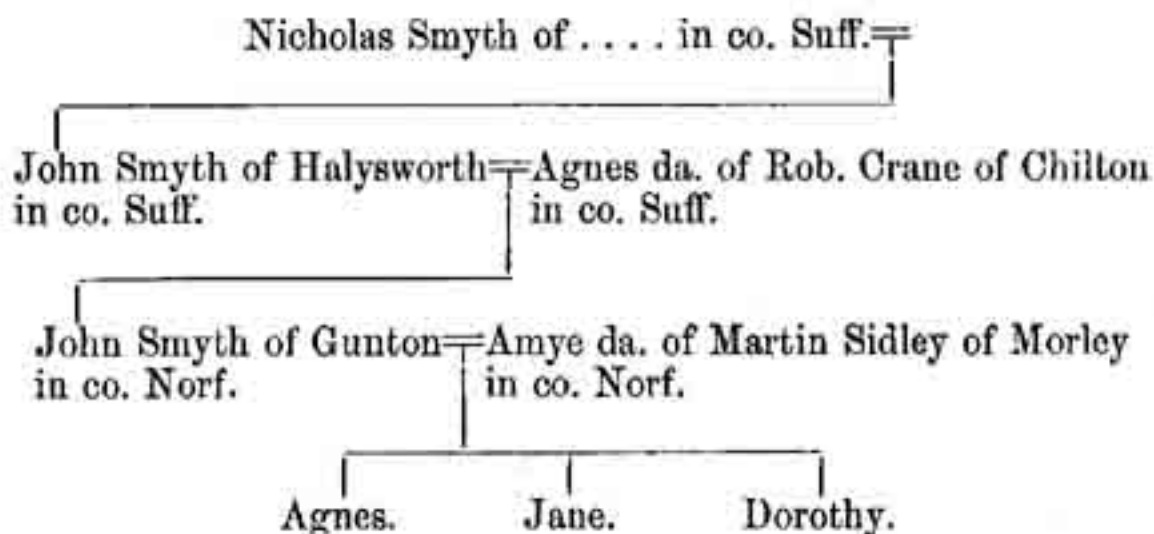 Nicholas Smyth of . . . . in co. Suff.
John Smyth of Halysworth=Agnes da. of Rob. Crane of Chilton
in co. Suff. in co. Suff.
John Smyth of Gunton=Amye da. of Martin Sidley of Morley
in co. Norf. in co. Norf.
Agnes. Jane. Dorothy.